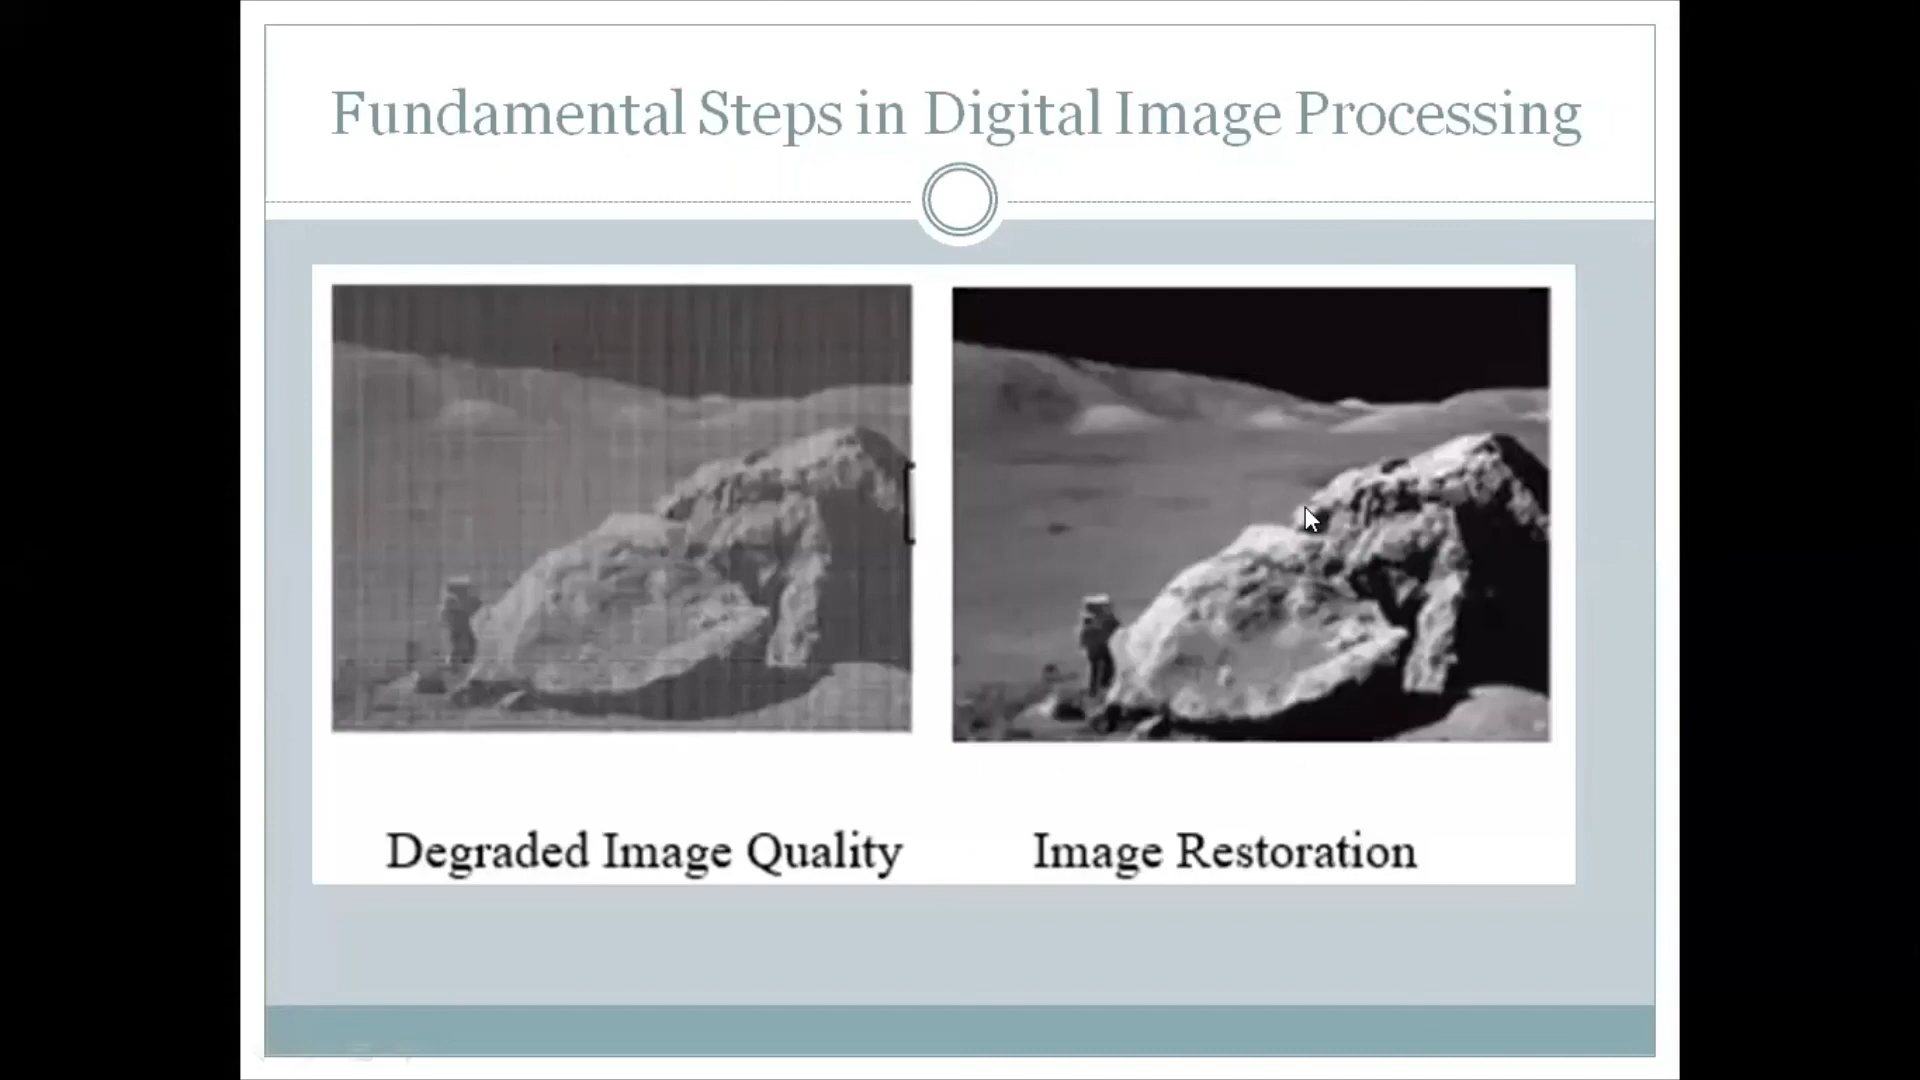 Fundamental Steps in Digital Image Processing
Degraded Image Quality
Image Restoration